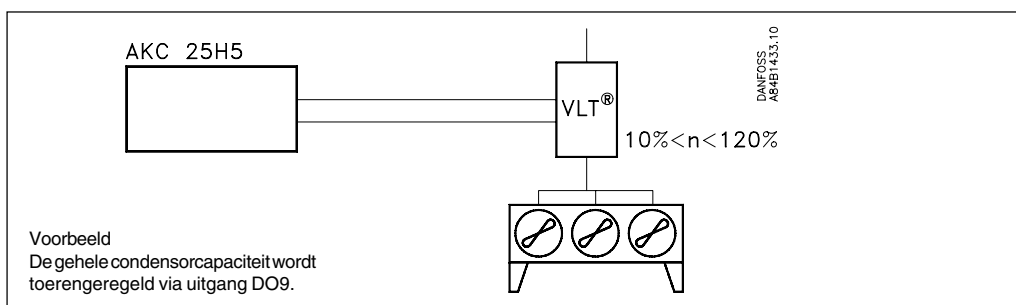 AKC 25H5
VLT®
10%<n<120%
DANFOSS
A84B1433.10
Voorbeeld
De gehele condensorcapaciteit wordt
toerengeregeld via uitgang DO9.